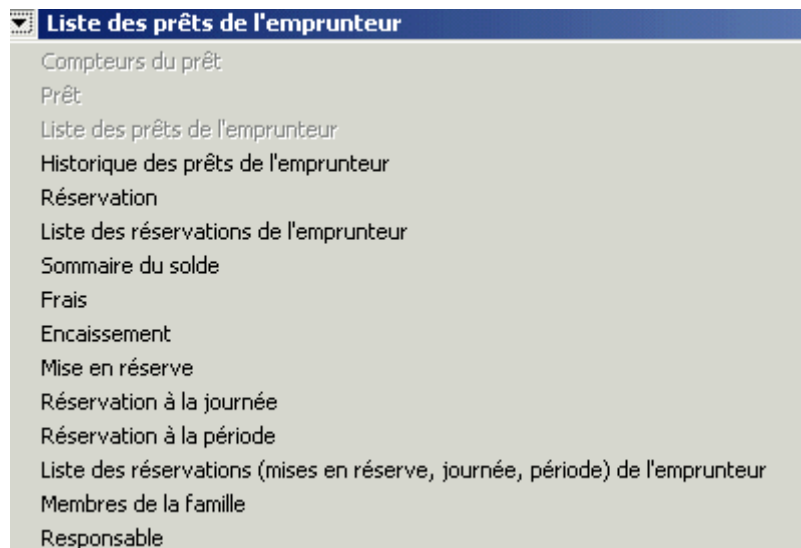 Liste des prêts de l'emprunteur
Compteurs du prêt
Prêt
Liste des prêts de l'emprunteur
Historique des prêts de l'emprunteur
Réservation
Liste des réservations de l'emprunteur
Sommaire du solde
Frais
Encaissement
Mise en réserve
Réservation à la journée
Réservation à la période
Liste des réservations (mises en réserve, journée, période) de l'emprunteur
Membres de la famille
Responsable